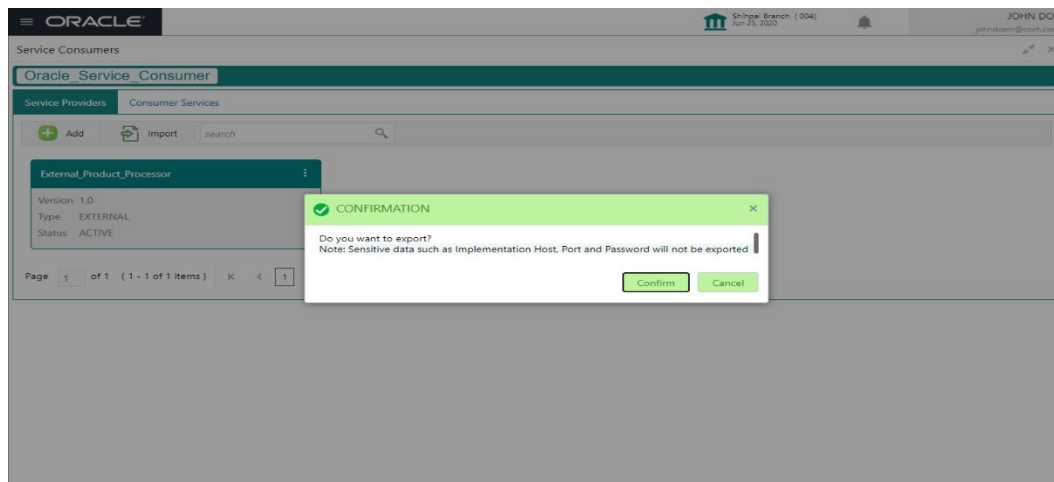 ORACLE
Shihpai Branch ( 004)
Jun 25, 2020
JOHN DO
Service Consumers
Oracle_Service_Consumer
Service Providers Consumer Services
Add Import search
External_Product_Processor
Version 1.0
Type EXTERNAL
Status ACTIVE
Page 1 of 1 ( 1 - 1 of 1 items ) K < 1
CONFIRMATION
Do you want to export?
Note: Sensitive data such as Implementation Host, Port and Password will not be exported
Confirm Cancel